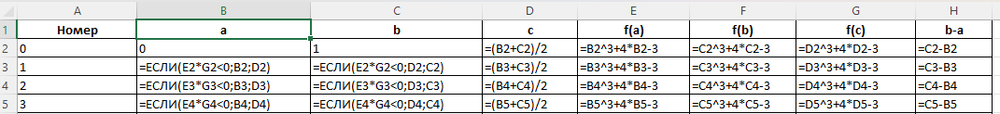 A B C D E F G H
1 Номер a b c f(a) f(b) f(c) b-a
2 0 0 1 =(B2+C2)/2 =B2^3+4*B2-3 =C2^3+4*C2-3 =D2^3+4*D2-3 =C2-B2
3 1 =ЕСЛИ(E2*G2<0;B2;D2) =ЕСЛИ(E2*G2<0;D2;C2) =(B3+C3)/2 =B3^3+4*B3-3 =C3^3+4*C3-3 =D3^3+4*D3-3 =C3-B3
4 2 =ЕСЛИ(E3*G3<0;B3;D3) =ЕСЛИ(E3*G3<0;D3;C3) =(B4+C4)/2 =B4^3+4*B4-3 =C4^3+4*C4-3 =D4^3+4*D4-3 =C4-B4
5 3 =ЕСЛИ(E4*G4<0;B4;D4) =ЕСЛИ(E4*G4<0;D4;C4) =(B5+C5)/2 =B5^3+4*B5-3 =C5^3+4*C5-3 =D5^3+4*D5-3 =C5-B5